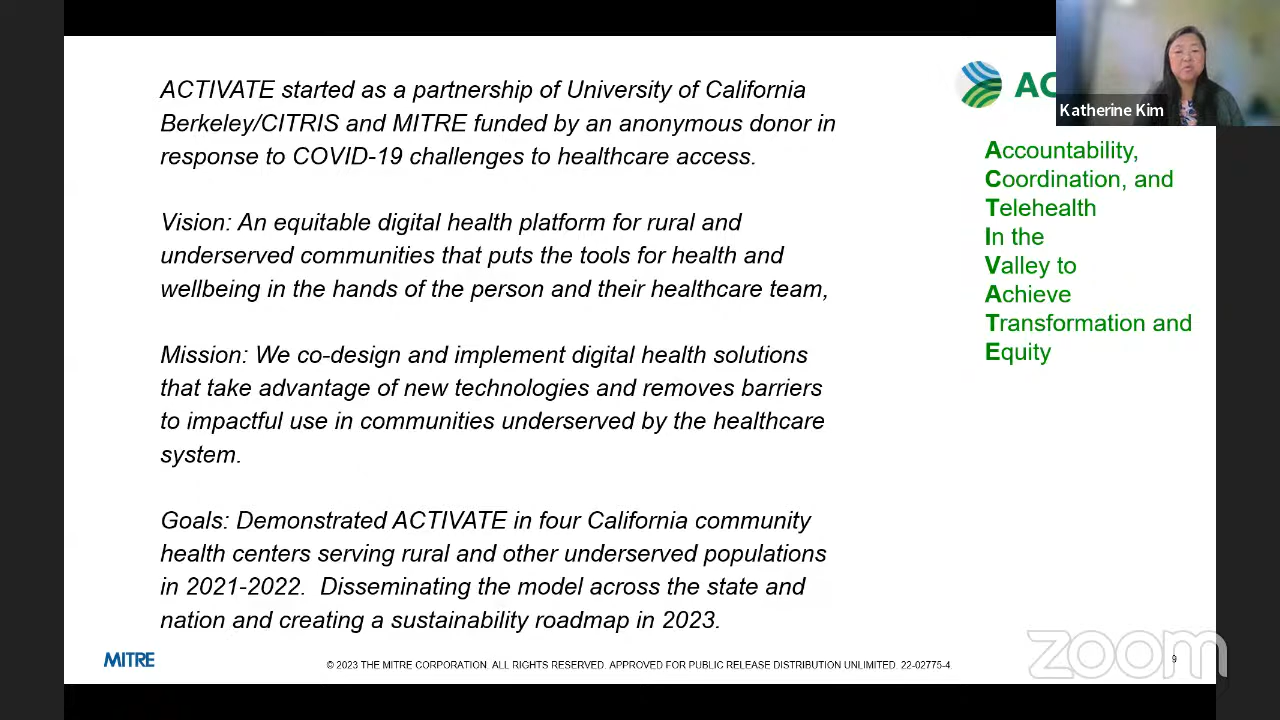 ACTIVATE started as a partnership of University of California
Berkeley/CITRIS and MITRE funded by an anonymous donor in
response to COVID-19 challenges to healthcare access.
Vision: An equitable digital health platform for rural and
underserved communities that puts the tools for health and
wellbeing in the hands of the person and their healthcare team,
Mission: We co-design and implement digital health solutions
that take advantage of new technologies and removes barriers
to impactful use in communities underserved by the healthcare
system.
Goals: Demonstrated ACTIVATE in four California community
health centers serving rural and other underserved populations
in 2021-2022. Disseminating the model across the state and
nation and creating a sustainability roadmap in 2023.
AC
Katherine Kim
Accountability,
Coordination, and
Telehealth
In the
Valley to
Achieve
Transformation and
Equity
MITRE
© 2023 THE MITRE CORPORATION. ALL RIGHTS RESERVED. APPROVED FOR PUBLIC RELEASE DISTRIBUTION UNLIMITED. 22-02775-4.
zoom
9